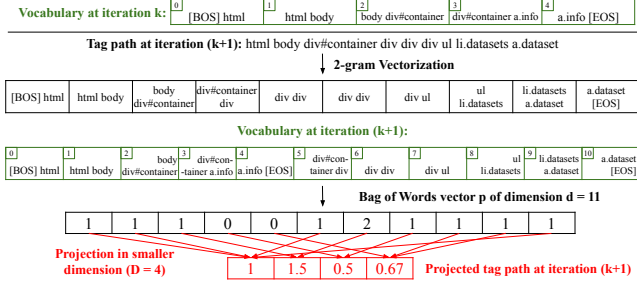 Vocabulary at iteration k:
0 [BOS] html
1 html body
2 body div#container
3 div#container a.info
4 a.info [EOS]
Tag path at iteration (k+1): html body div#container div div div ul li.datasets a.dataset
2-gram Vectorization
[BOS] html
html body
body
div#container
div#container
div
div div
div div
div ul
ul
li.datasets
li.datasets
a.dataset
a.dataset
[EOS]
Vocabulary at iteration (k+1):
0 [BOS] html
1 html body
2 body
div#container
3 div#con-
-tainer a.info
4 a.info [EOS]
5 div#con-
tainer div
6 div div
7 div ul
8 ul
li.datasets
9 li.datasets
a.dataset
10 a.dataset
[EOS]
Bag of Words vector p of dimension d = 11
1 1 1 0 0 1 2 1 1 1 1
Projection in smaller
dimension (D = 4)
1 1.5 0.5 0.67
Projected tag path at iteration (k+1)